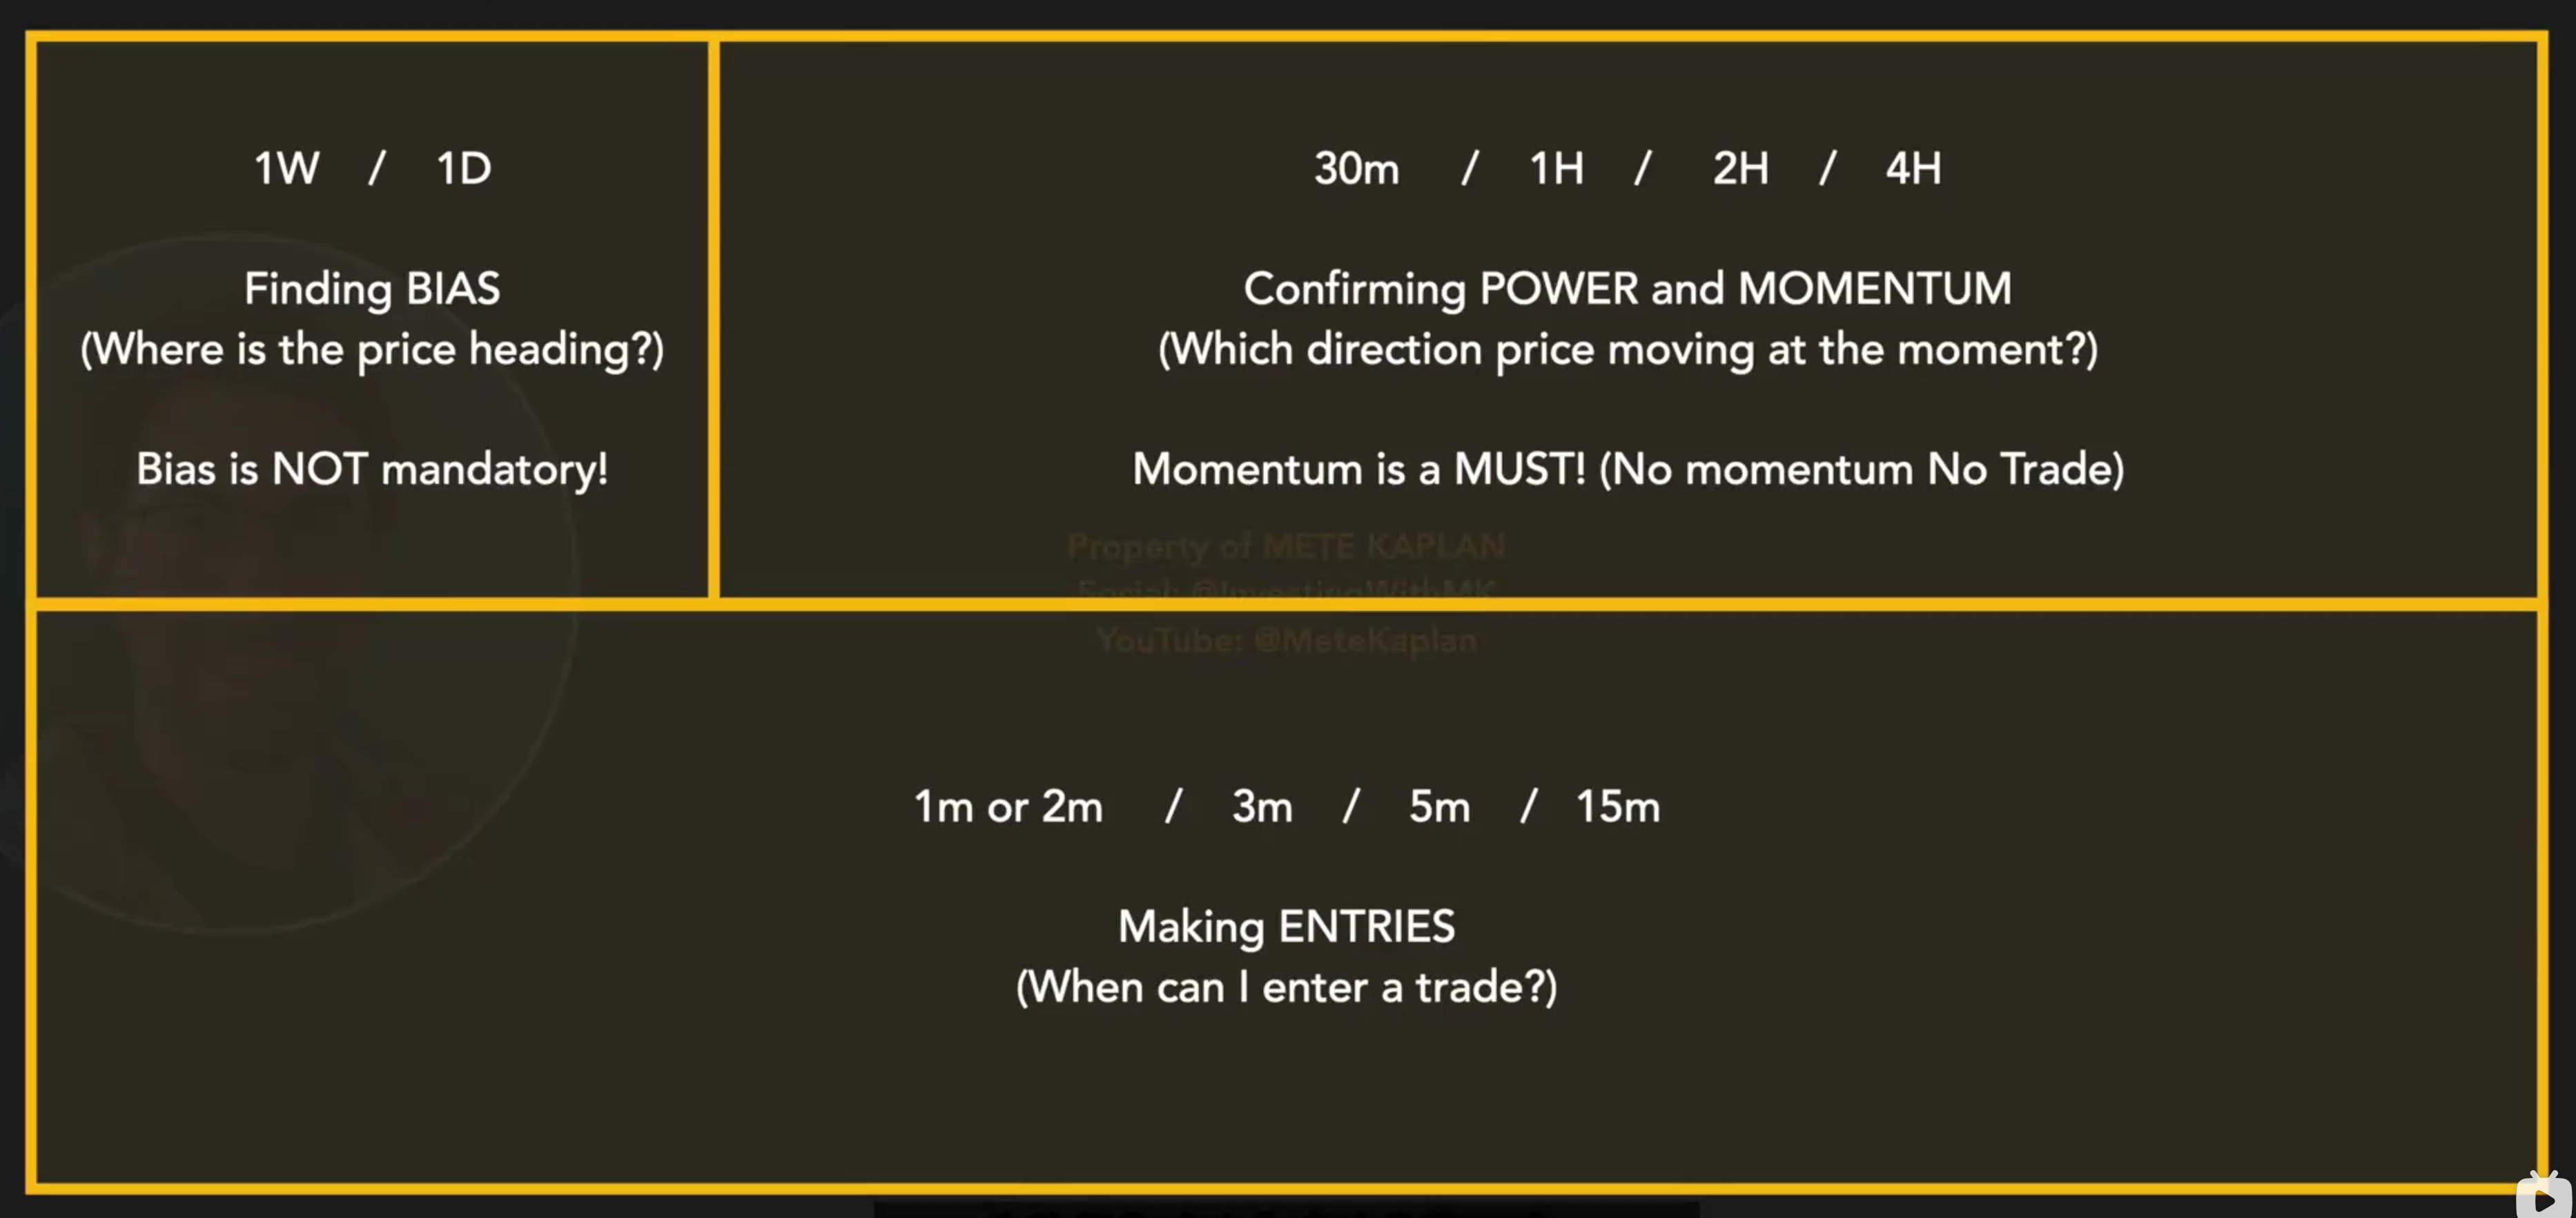 1W / 1D
Finding BIAS
(Where is the price heading?)
Bias is NOT mandatory!
30m / 1H / 2H / 4H
Confirming POWER and MOMENTUM
(Which direction price moving at the moment?)
Momentum is a MUST! (No momentum No Trade)
Property of METE KAPLAN
Social: @InvestingWithMK
YouTube: @MeteKaplan
1m or 2m / 3m / 5m / 15m
Making ENTRIES
(When can I enter a trade?)